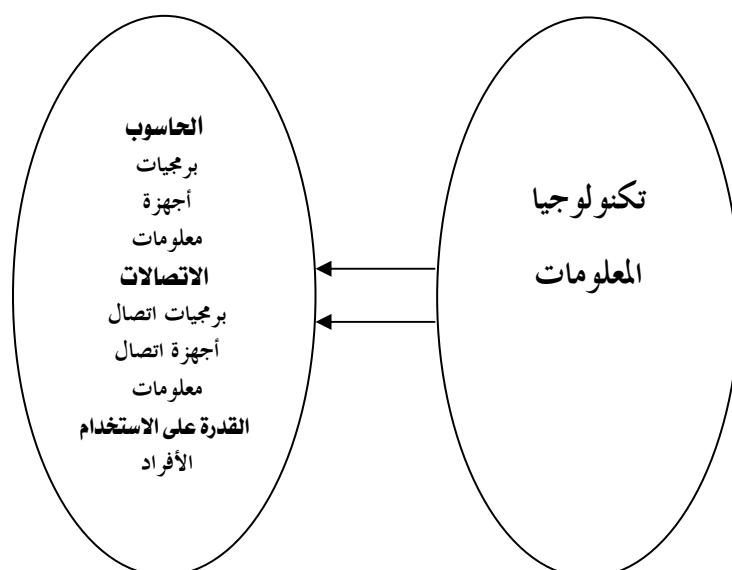 تكنولوجيا
المعلومات
الحاسوب
برمجيات
أجهزة
معلومات
الاتصالات
برمجيات اتصال
أجهزة اتصال
معلومات
القدرة على الاستخدام
الأفراد